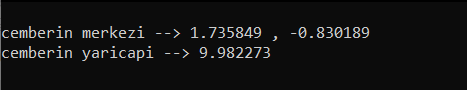 cemberin merkezi --> 1.735849 , -0.830189
cemberin yaricapi --> 9.982273